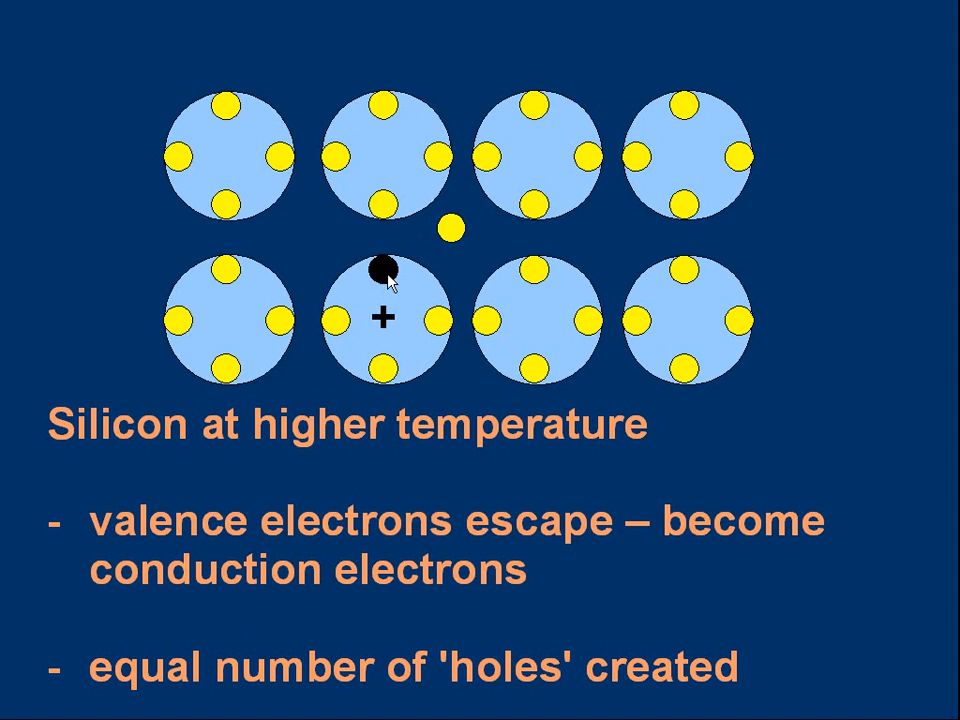 +
Silicon at higher temperature
- valence electrons escape – become
conduction electrons
- equal number of 'holes' created